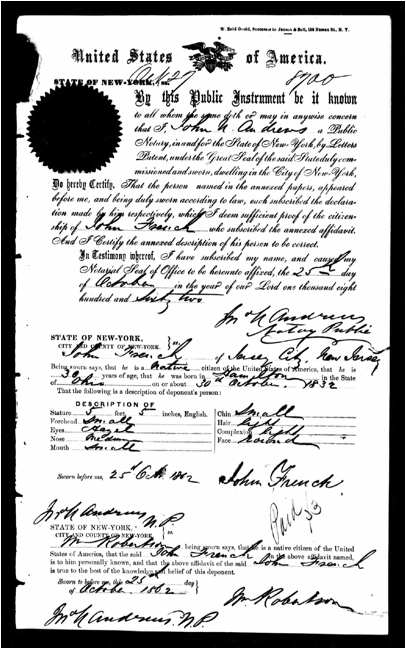 W. Reid Gould, Successor to Jansen & Bell, 158 Nassau St., N. Y.
United States of America.
STATE OF NEW-YORK, ss. Oct 27 8700
By this Public Instrument be it known
to all whom the same doth or may in anywise concern
that I, John N. Andrews a Public
Notary, in and for the State of New-York, by Letters
Patent, under the Great Seal of the said State duly com-
missioned and sworn, dwelling in the City of New-York,
Do hereby Certify, That the person named in the annexed papers, appeared
before me, and being duly sworn according to law, each subscribed the declara-
tion made by him respectively, which I deem sufficient proof of the citizen-
ship of John French who subscribed the annexed affidavit.
And I Certify the annexed description of his person to be correct.
In Testimony whereof, I have subscribed my name, and caused my
Notarial Seal of Office to be hereunto affixed, the 25th day
of October in the year of our Lord one thousand eight
hundred and Sixty two
Jno N Andrews
Notary Public
STATE OF NEW-YORK,
CITY AND COUNTY OF NEW-YORK. ss.
John French of Jersey City, New Jersey
Being sworn says, that he is a native citizen of the United States of America, that he is
30 years of age, that he was born in Hamilton in the State
of Ohio on or about 30th October. 1832
That the following is a description of deponent's person:
DESCRIPTION OF
Stature 5 feet, 5 inches, English. Chin Small
Forehead Small Hair light
Eyes Hazel Complexion light
Nose Medium Face Round
Mouth Small
Sworn before me, 25th Oct. 1862 John French
Jno N Andrews N.P.
Paid $3
STATE OF NEW-YORK,
CITY AND COUNTY OF NEW-YORK. ss.
Wm Robertson being sworn says, that he is a native citizen of the United
States of America, that the said John French in the above affidavit named,
is to him personally known, and that the above affidavit of the said John French
is true to the best of the knowledge and belief of this deponent.
Sworn to before me, this 25th day
of October 1862
Wm Robertson
Jno N Andrews N.P.